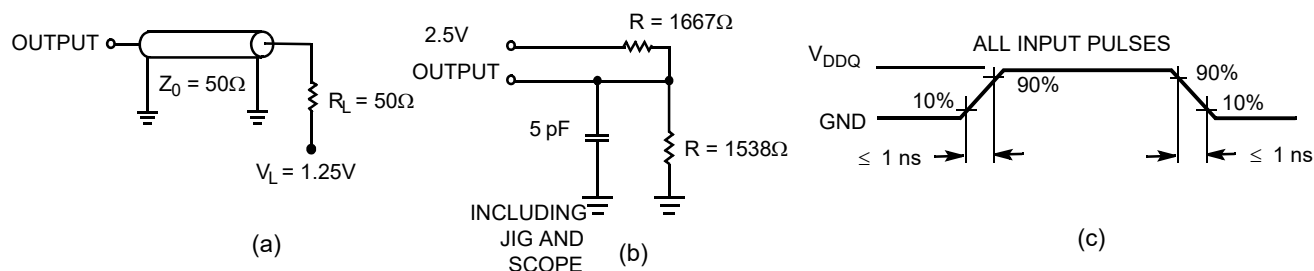 OUTPUT
Z0 = 50Ω
RL = 50Ω
VL = 1.25V
(a)
R = 1667Ω
2.5V
OUTPUT
5 pF
R = 1538Ω
INCLUDING
JIG AND
SCOPE
(b)
ALL INPUT PULSES
VDDQ
GND
10%
90%
90%
10%
≤ 1 ns
≤ 1 ns
(c)